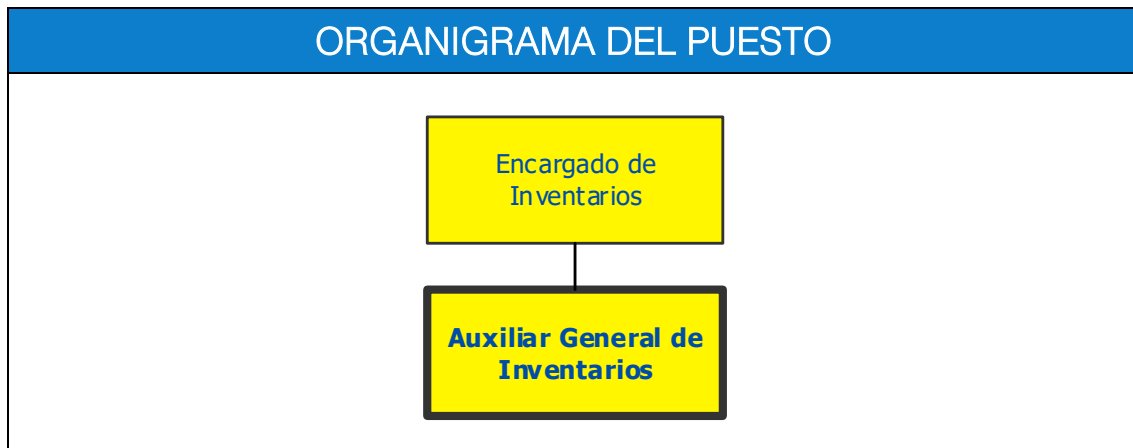 ORGANIGRAMA DEL PUESTO
Encargado de
Inventarios
Auxiliar General de
Inventarios